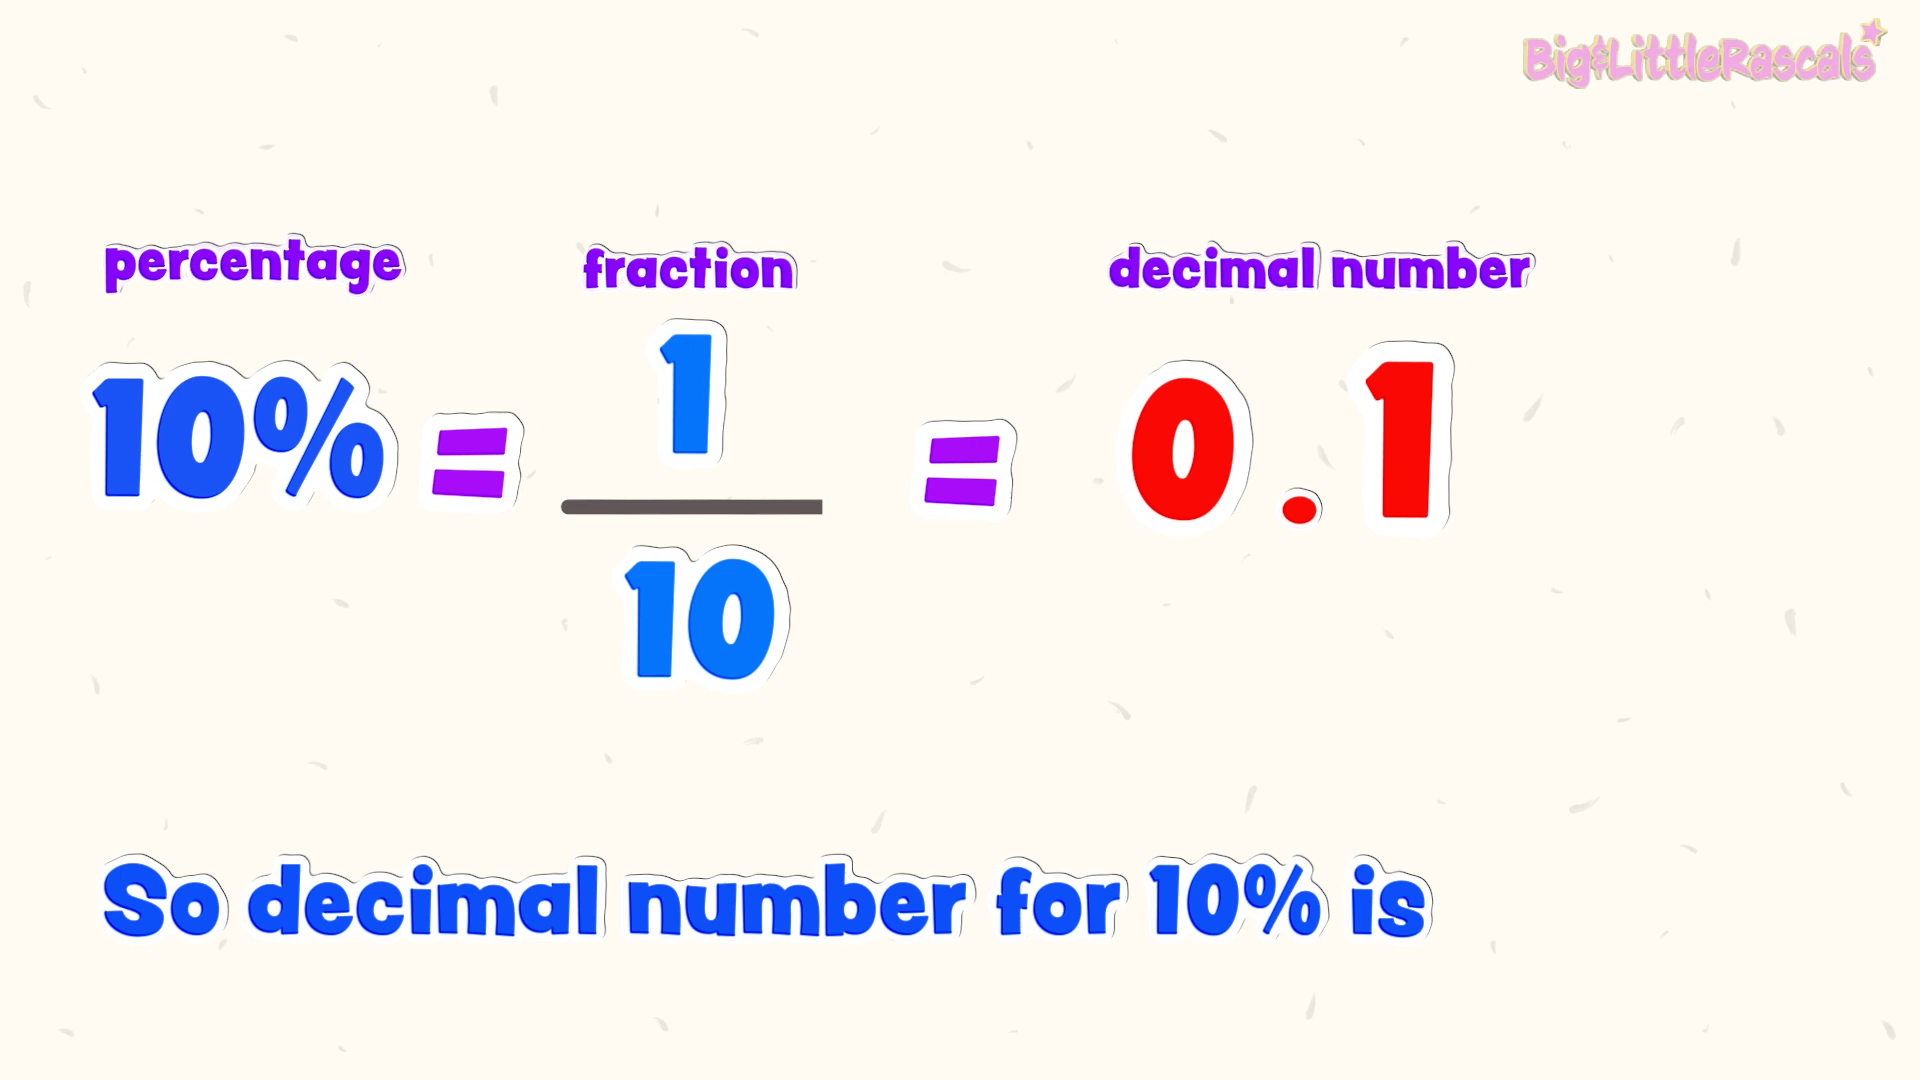 Big&LittleRascals
percentage fraction decimal number
10% = 1/10 = 0.1
So decimal number for 10% is